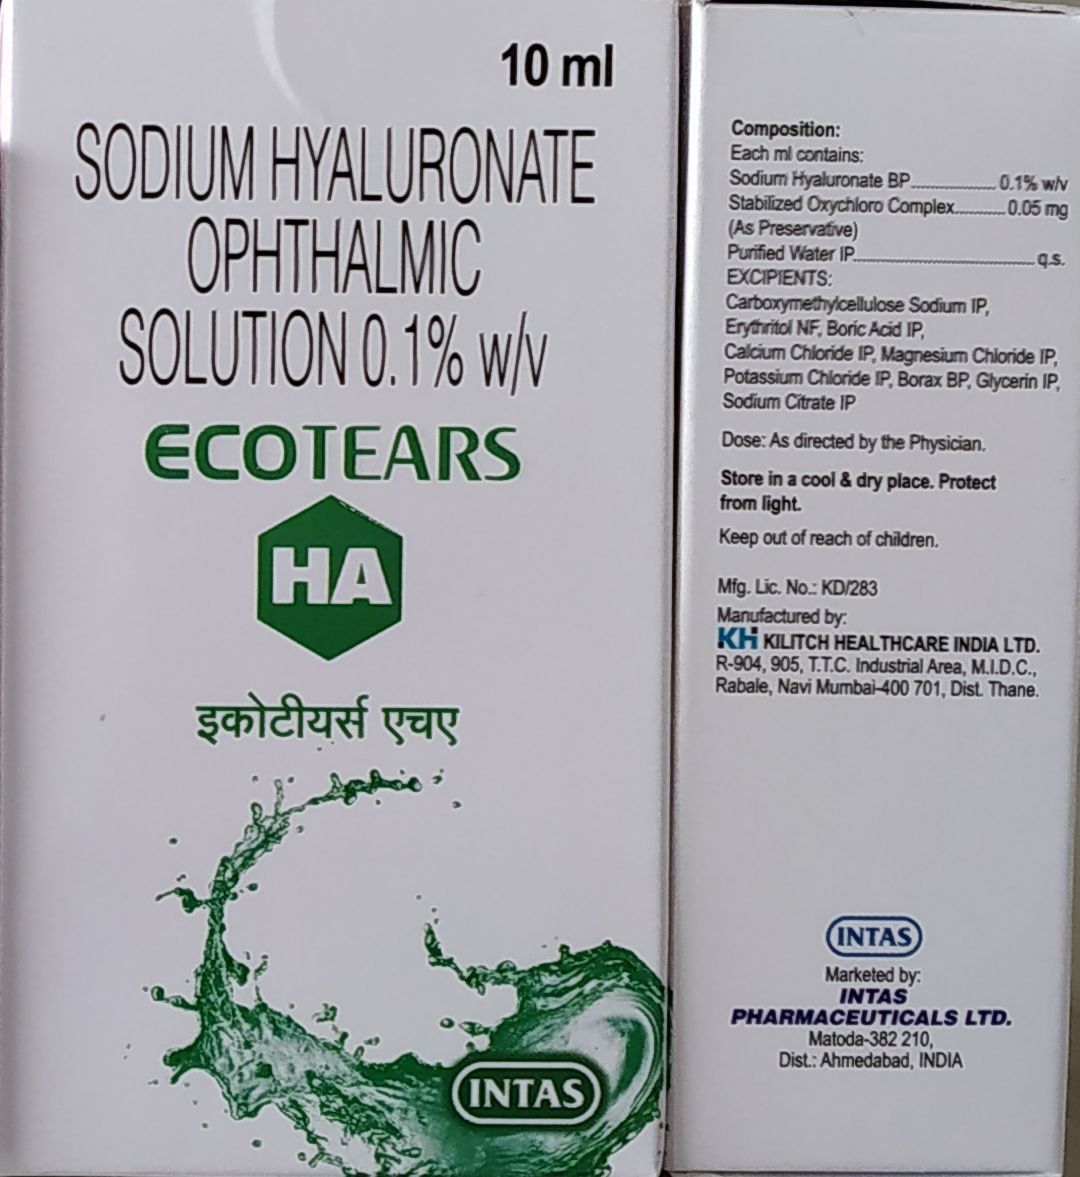 10 ml
SODIUM HYALURONATE
OPHTHALMIC
SOLUTION 0.1% w/v
ECOTEARS
HA
इकोटीयर्स एचए
INTAS
Composition:
Each ml contains:
Sodium Hyaluronate BP..................... 0.1% w/v
Stabilized Oxychloro Complex............ 0.05 mg
(As Preservative)
Purified Water IP............................................. q.s.
EXCIPIENTS:
Carboxymethylcellulose Sodium IP,
Erythritol NF, Boric Acid IP,
Calcium Chloride IP, Magnesium Chloride IP,
Potassium Chloride IP, Borax BP, Glycerin IP,
Sodium Citrate IP
Dose: As directed by the Physician.
Store in a cool & dry place. Protect
from light.
Keep out of reach of children.
Mfg. Lic. No.: KD/283
Manufactured by:
KH KILITCH HEALTHCARE INDIA LTD.
R-904, 905, T.T.C. Industrial Area, M.I.D.C.,
Rabale, Navi Mumbai-400 701, Dist. Thane.
INTAS
Marketed by:
INTAS
PHARMACEUTICALS LTD.
Matoda-382 210,
Dist.: Ahmedabad, INDIA